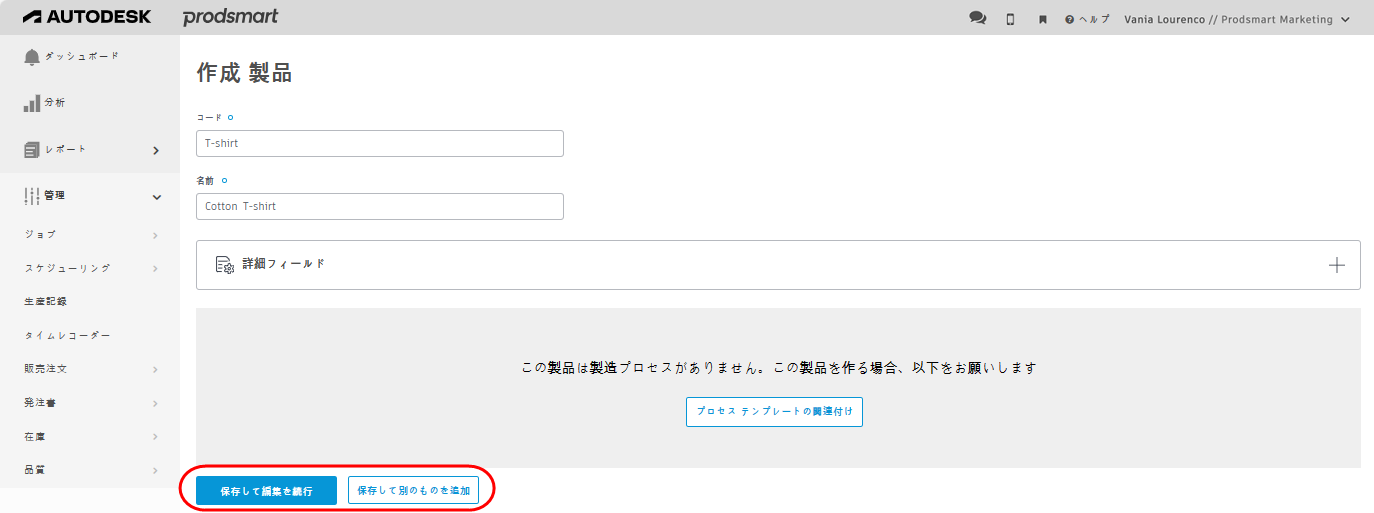 AUTODESK prodsmart
ヘルプ
Vania Lourenco // Prodsmart Marketing
ダッシュボード
分析
レポート
管理
ジョブ
スケジューリング
生産記録
タイムレコーダー
販売注文
発注書
在庫
品質
作成 製品
コード
T-shirt
名前
Cotton T-shirt
詳細フィールド
この製品は製造プロセスがありません。この製品を作る場合、以下をお願いします
プロセス テンプレートの関連付け
保存して編集を続行
保存して別のものを追加